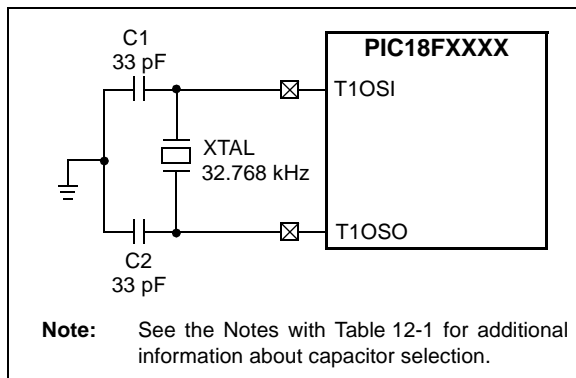 C1
33 pF
PIC18FXXXX
T1OSI
XTAL
32.768 kHz
T1OSO
C2
33 pF
Note: See the Notes with Table 12-1 for additional
information about capacitor selection.